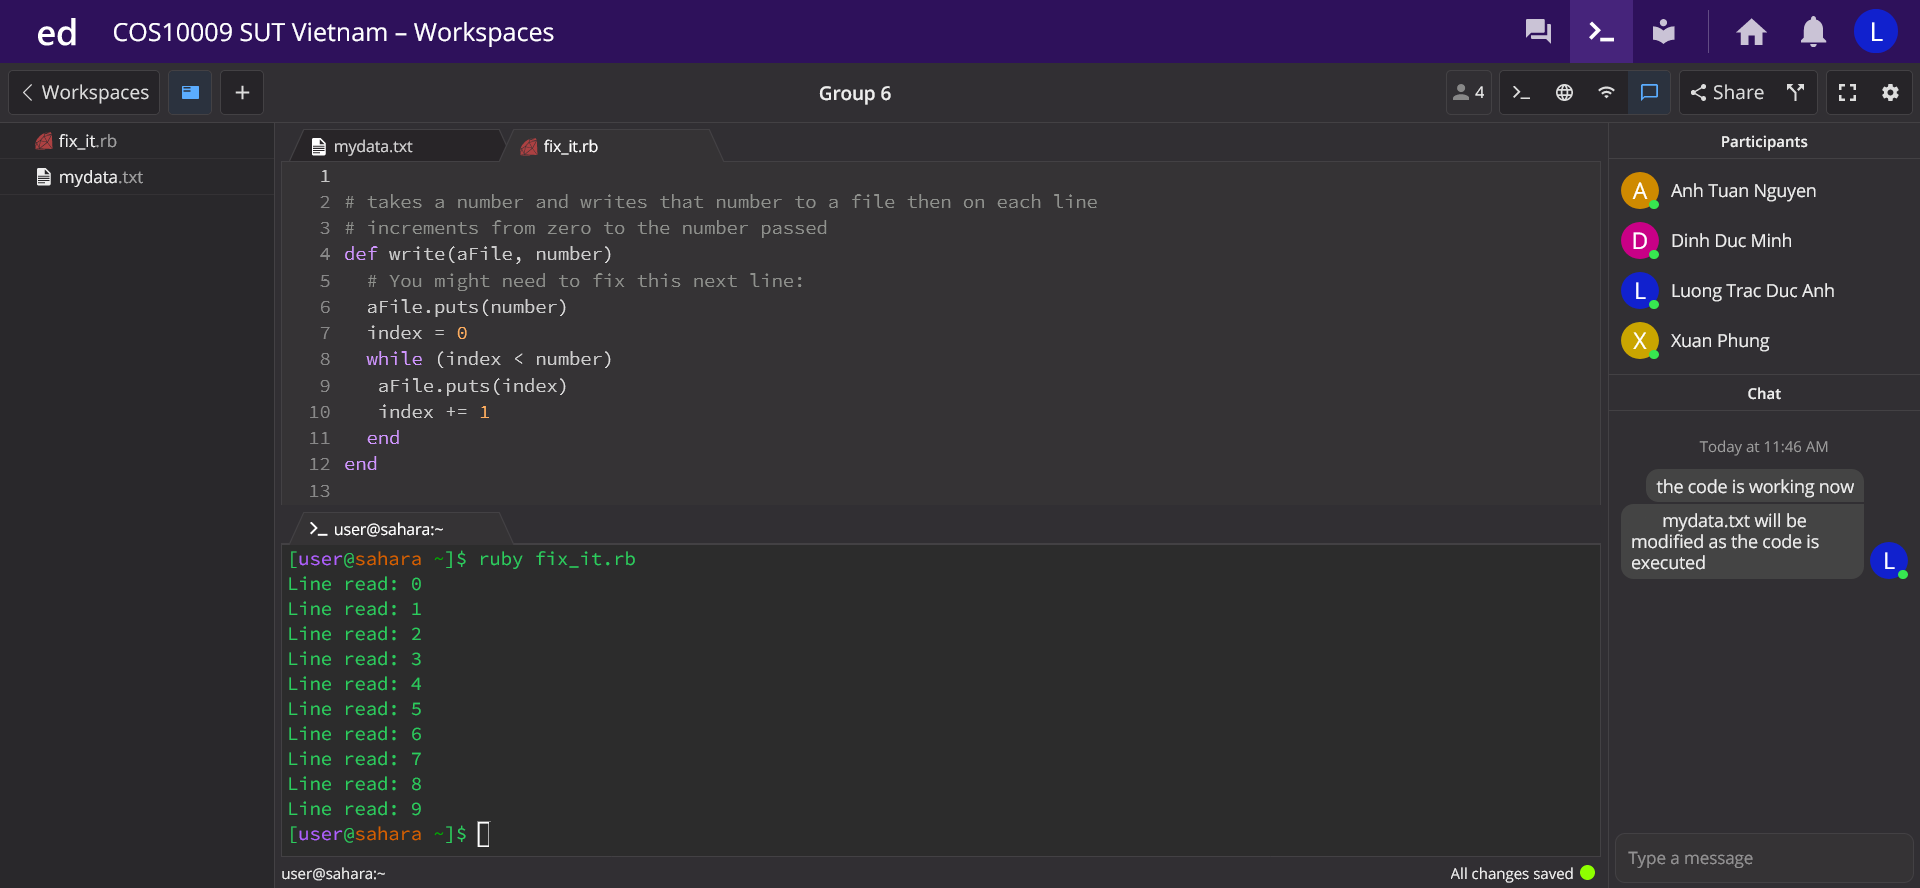 ed COS10009 SUT Vietnam – Workspaces L
Workspaces + Group 6 4 Share
fix_it.rb
mydata.txt
mydata.txt fix_it.rb
1
2 # takes a number and writes that number to a file then on each line
3 # increments from zero to the number passed
4 def write(aFile, number)
5 # You might need to fix this next line:
6 aFile.puts(number)
7 index = 0
8 while (index < number)
9 aFile.puts(index)
10 index += 1
11 end
12 end
13
user@sahara:~
[user@sahara ~]$ ruby fix_it.rb
Line read: 0
Line read: 1
Line read: 2
Line read: 3
Line read: 4
Line read: 5
Line read: 6
Line read: 7
Line read: 8
Line read: 9
[user@sahara ~]$
user@sahara:~ All changes saved
Participants
A Anh Tuan Nguyen
D Dinh Duc Minh
L Luong Trac Duc Anh
X Xuan Phung
Chat
Today at 11:46 AM
the code is working now
mydata.txt will be
modified as the code is
executed
L
Type a message